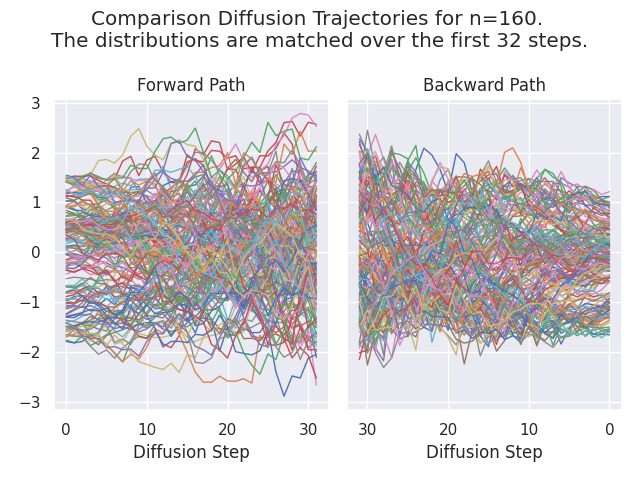 Comparison Diffusion Trajectories for n=160.
The distributions are matched over the first 32 steps.
Forward Path
Backward Path
3
2
1
0
−1
−2
−3
0 10 20 30
30 20 10 0
Diffusion Step
Diffusion Step